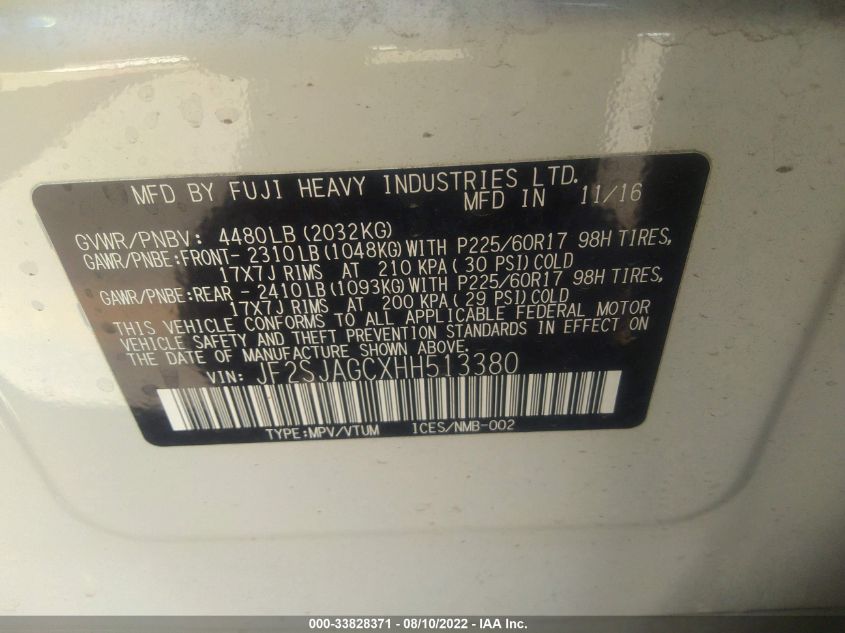 MFD BY FUJI HEAVY INDUSTRIES LTD.
MFD IN 11/16
GVWR/PNBV: 4480LB(2032KG)
GAWR/PNBE:FRONT- 2310LB(1048KG)WITH P225/60R17 98H TIRES,
17X7J RIMS AT 210 KPA(30 PSI)COLD
GAWR/PNBE:REAR - 2410LB(1093KG)WITH P225/60R17 98H TIRES,
17X7J RIMS AT 200 KPA(29 PSI)COLD
THIS VEHICLE CONFORMS TO ALL APPLICABLE FEDERAL MOTOR
VEHICLE SAFETY AND THEFT PREVENTION STANDARDS IN EFFECT ON
THE DATE OF MANUFACTURE SHOWN ABOVE.
VIN: JF2SJAGCXHH513380
TYPE:MPV/VTUM ICES/NMB-002
000-33828371 - 08/10/2022 - IAA Inc.